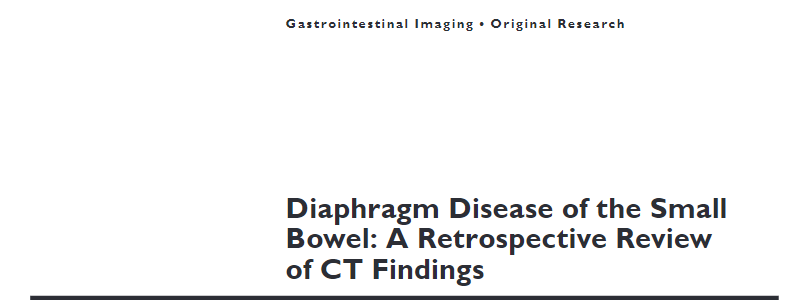 Gastrointestinal Imaging • Original Research
Diaphragm Disease of the Small
Bowel: A Retrospective Review
of CT Findings